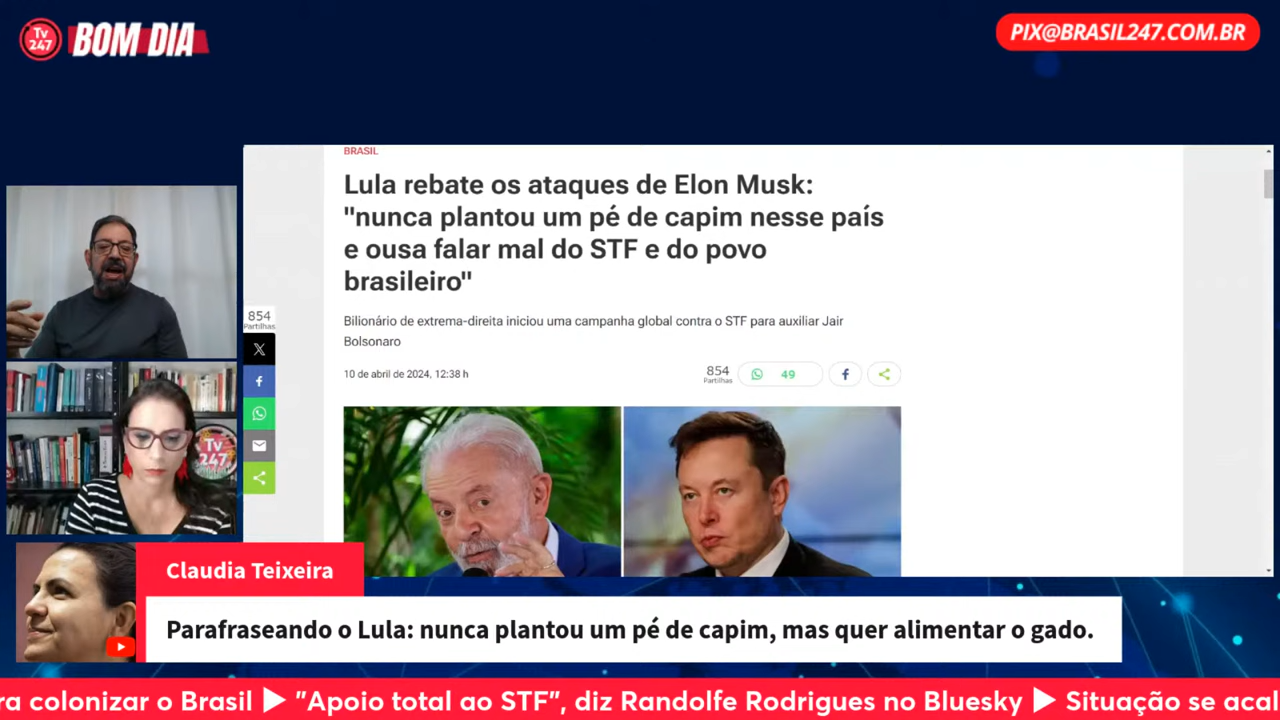 Tv 247 BOM DIA
PIX@BRASIL247.COM.BR
BRASIL
Lula rebate os ataques de Elon Musk:
"nunca plantou um pé de capim nesse país
e ousa falar mal do STF e do povo
brasileiro"
Bilionário de extrema-direita iniciou uma campanha global contra o STF para auxiliar Jair
Bolsonaro
10 de abril de 2024, 12:38 h
854
Partilhas
49
854
Partilhas
Tv 247
Claudia Teixeira
Parafraseando o Lula: nunca plantou um pé de capim, mas quer alimentar o gado.
ra colonizar o Brasil ▶ "Apoio total ao STF", diz Randolfe Rodrigues no Bluesky ▶ Situação se acal